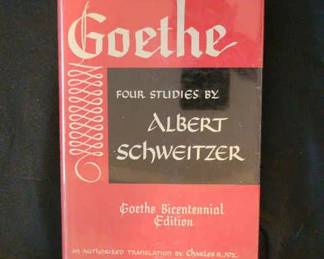 Goethe
FOUR STUDIES BY
ALBERT
SCHWEITZER
Goethe Bicentennial
Edition
AN AUTHORIZED TRANSLATION BY Charles R. Joy